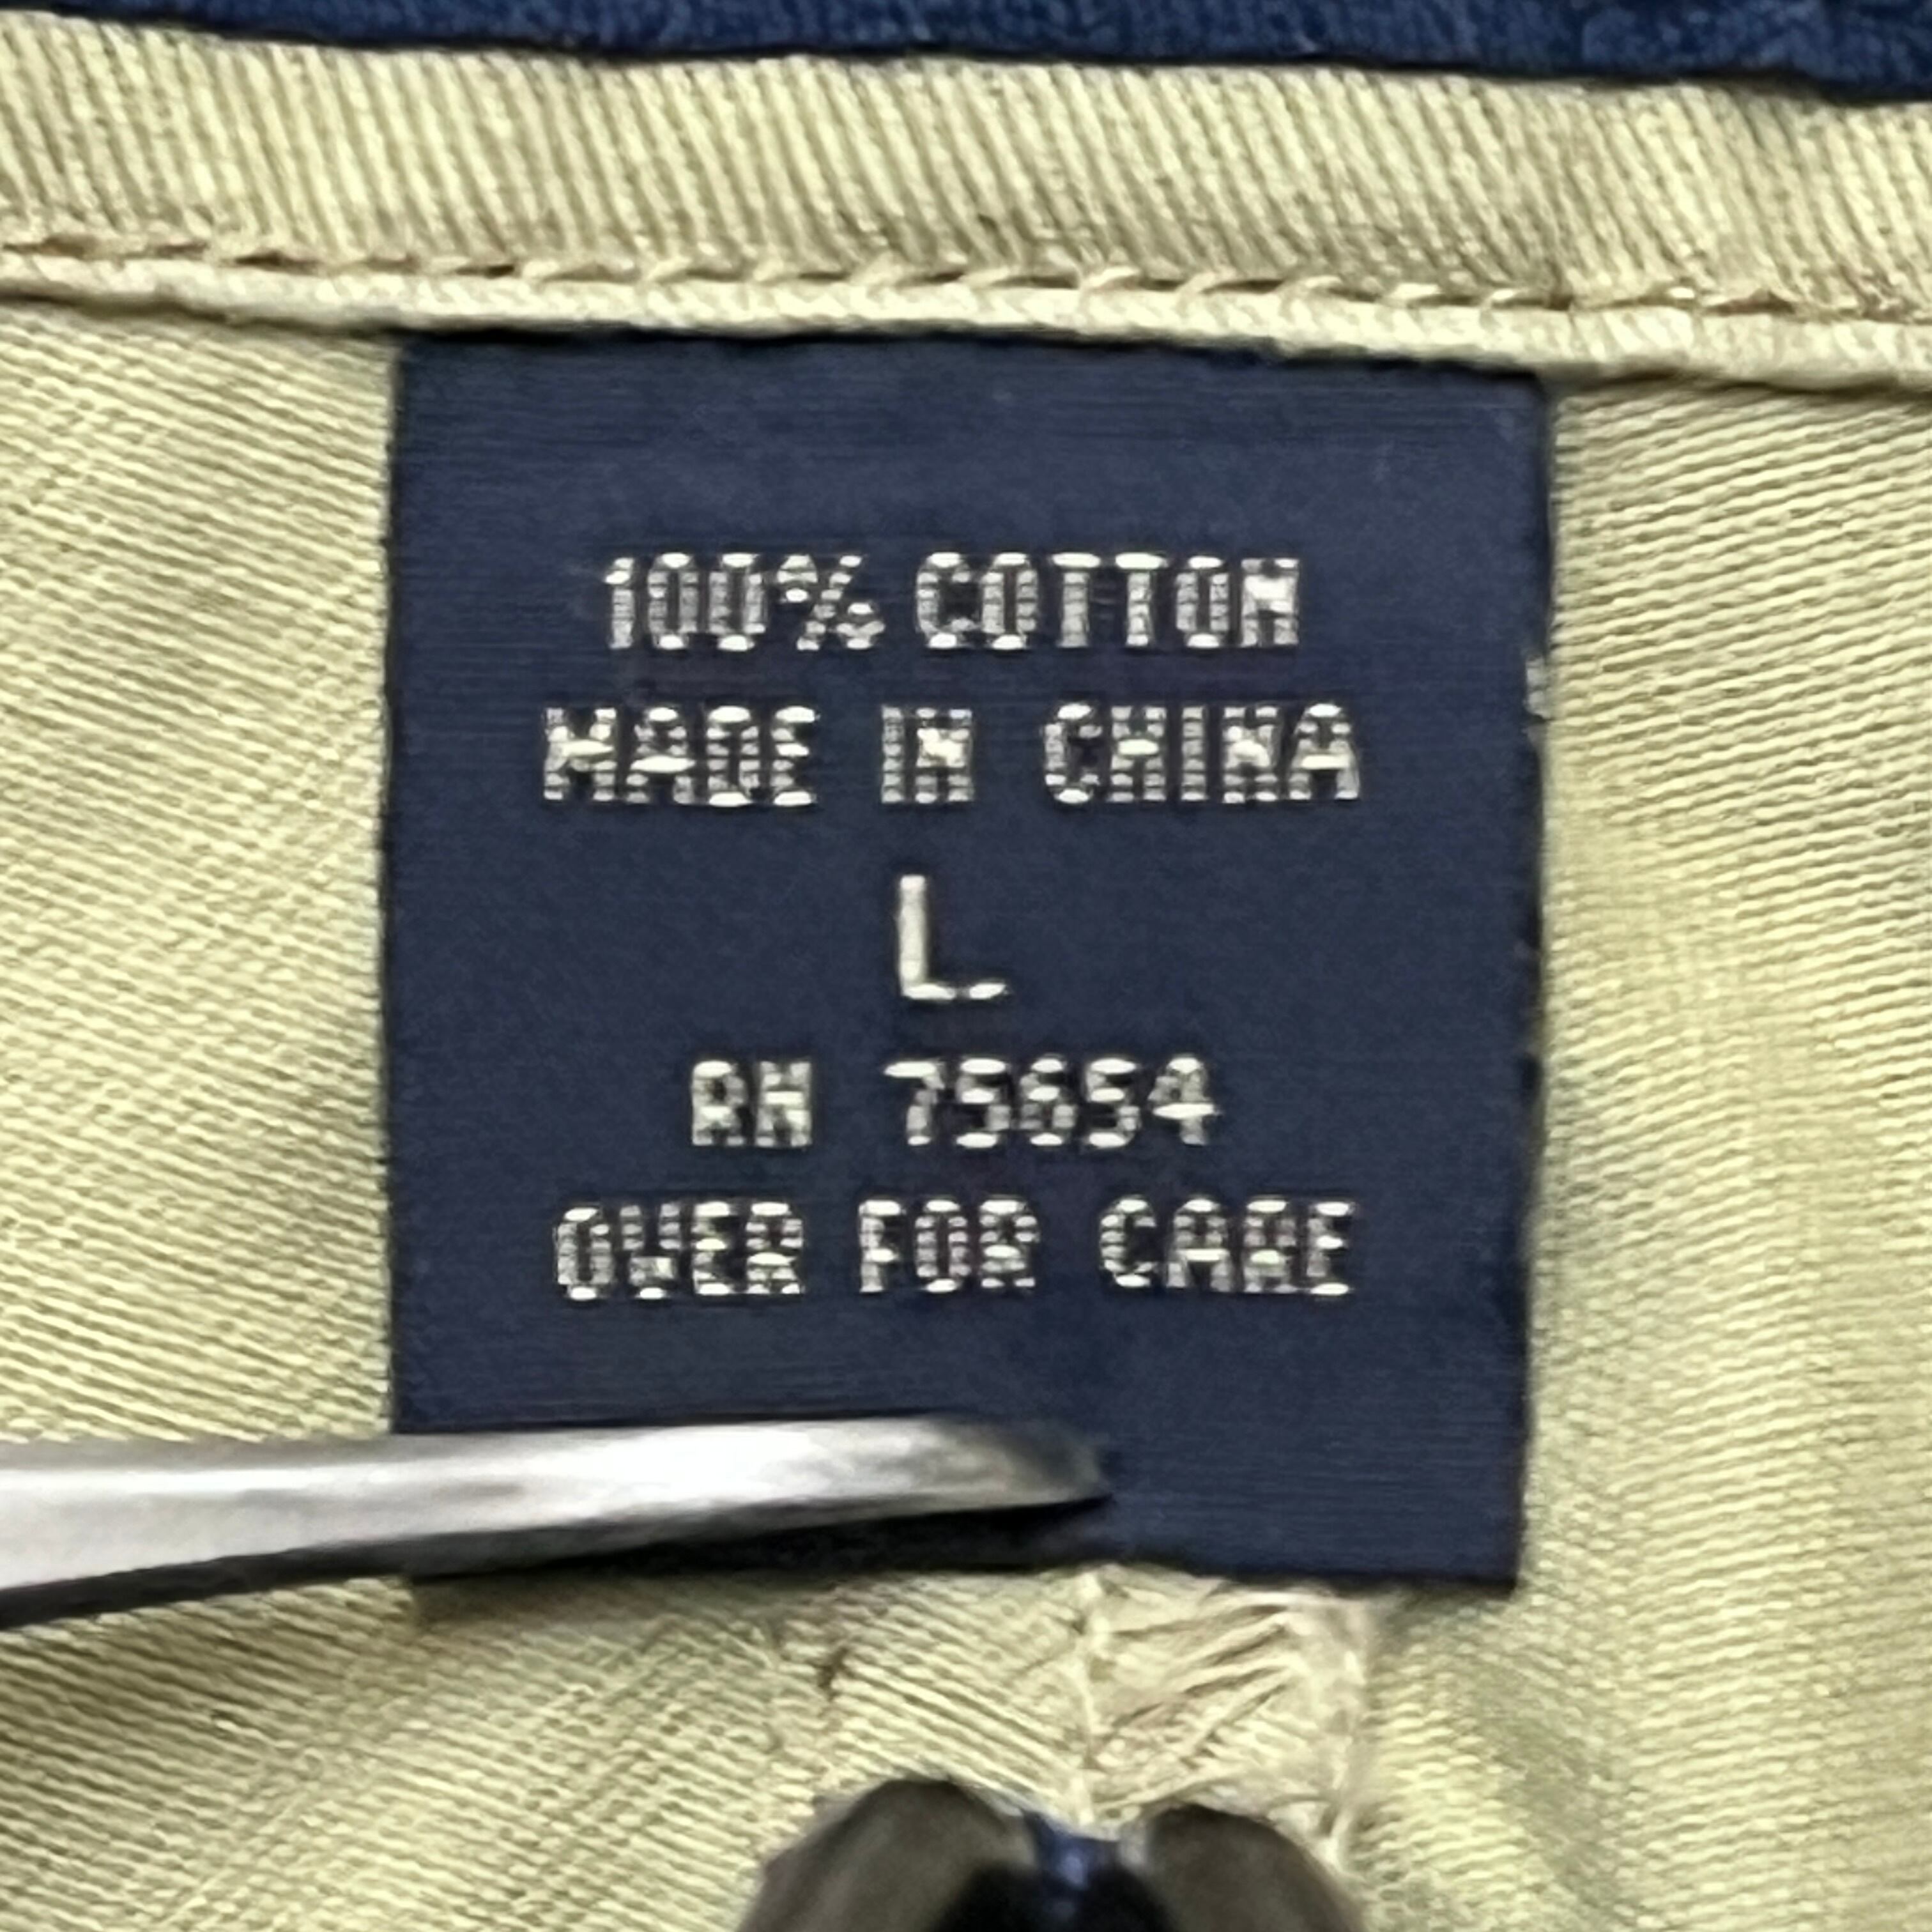 100% COTTON
MADE IN CHINA
L
RN 75654
OVER FOR CARE